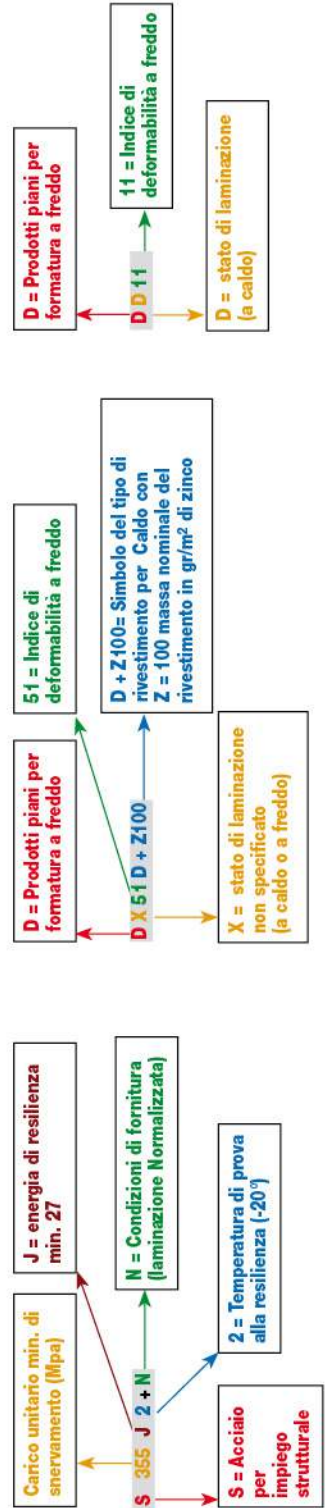 Carico unitario min. di
snervamento (Mpa)
J = energia di resilienza
min. 27
S 355 J 2 + N
N = Condizioni di fornitura
(laminazione Normalizzata)
S = Acciaio
per
impiego
strutturale
2 = Temperatura di prova
alla resilienza (-20°)
D = Prodotti piani per
formatura a freddo
51 = Indice di
deformabilità a freddo
D X 51 D + Z100
D + Z100= Simbolo del tipo di
rivestimento per Caldo con
Z = 100 massa nominale del
rivestimento in gr/m² di zinco
X = stato di laminazione
non specificato
(a caldo o a freddo)
D = Prodotti piani per
formatura a freddo
D D 11
11 = Indice di
deformabilità a freddo
D = stato di laminazione
(a caldo)